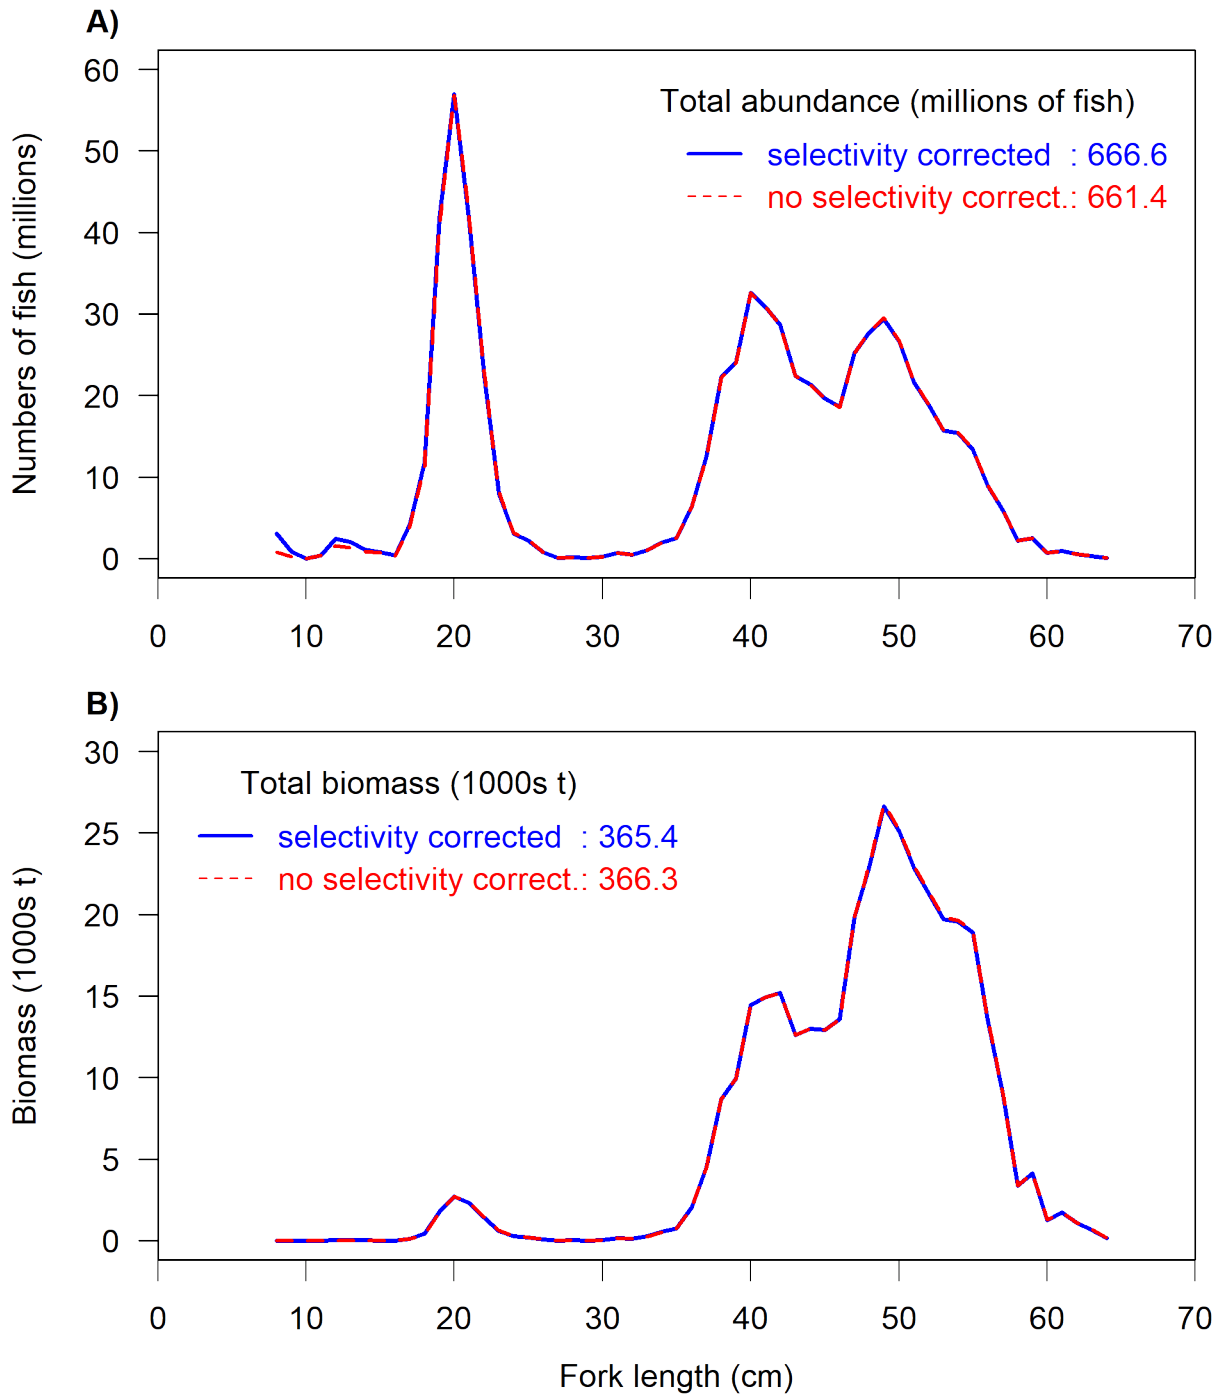 A)
Numbers of fish (millions)
60
50
40
30
20
10
0
Total abundance (millions of fish)
selectivity corrected : 666.6
no selectivity correct.: 661.4
0 10 20 30 40 50 60 70
B)
Biomass (1000s t)
30
25
20
15
10
5
0
Total biomass (1000s t)
selectivity corrected : 365.4
no selectivity correct.: 366.3
0 10 20 30 40 50 60 70
Fork length (cm)